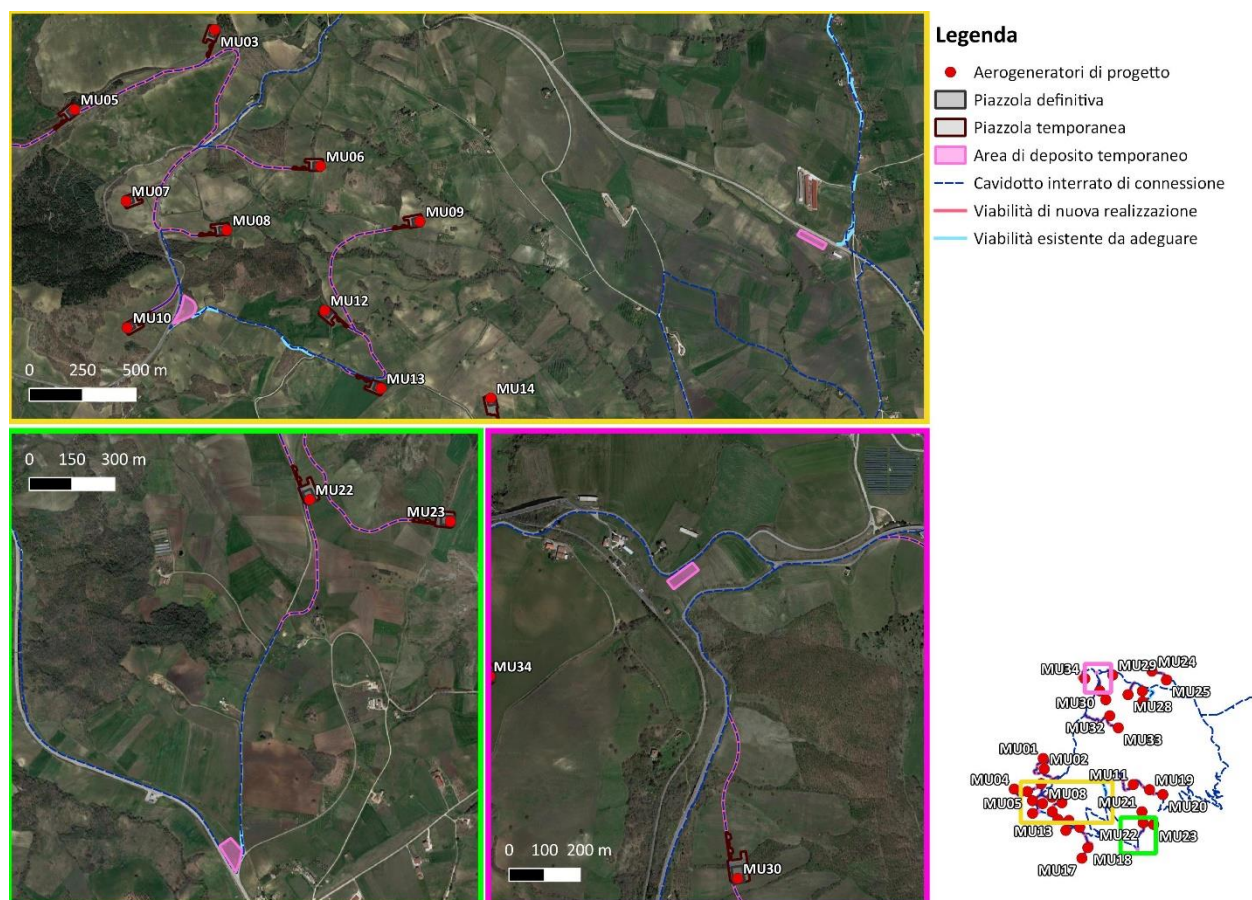 MU03
MU05
MU06
MU07
MU08
MU09
MU10
MU12
MU13
MU14
0 250 500 m
0 150 300 m
MU22
MU23
MU34
MU30
0 100 200 m
Legenda
Aerogeneratori di progetto
Piazzola definitiva
Piazzola temporanea
Area di deposito temporaneo
Cavidotto interrato di connessione
Viabilità di nuova realizzazione
Viabilità esistente da adeguare
MU34
MU29
MU24
MU25
MU30
MU28
MU32
MU33
MU01
MU02
MU04
MU11
MU19
MU08
MU05
MU21
MU20
MU13
MU22
MU23
MU18
MU17